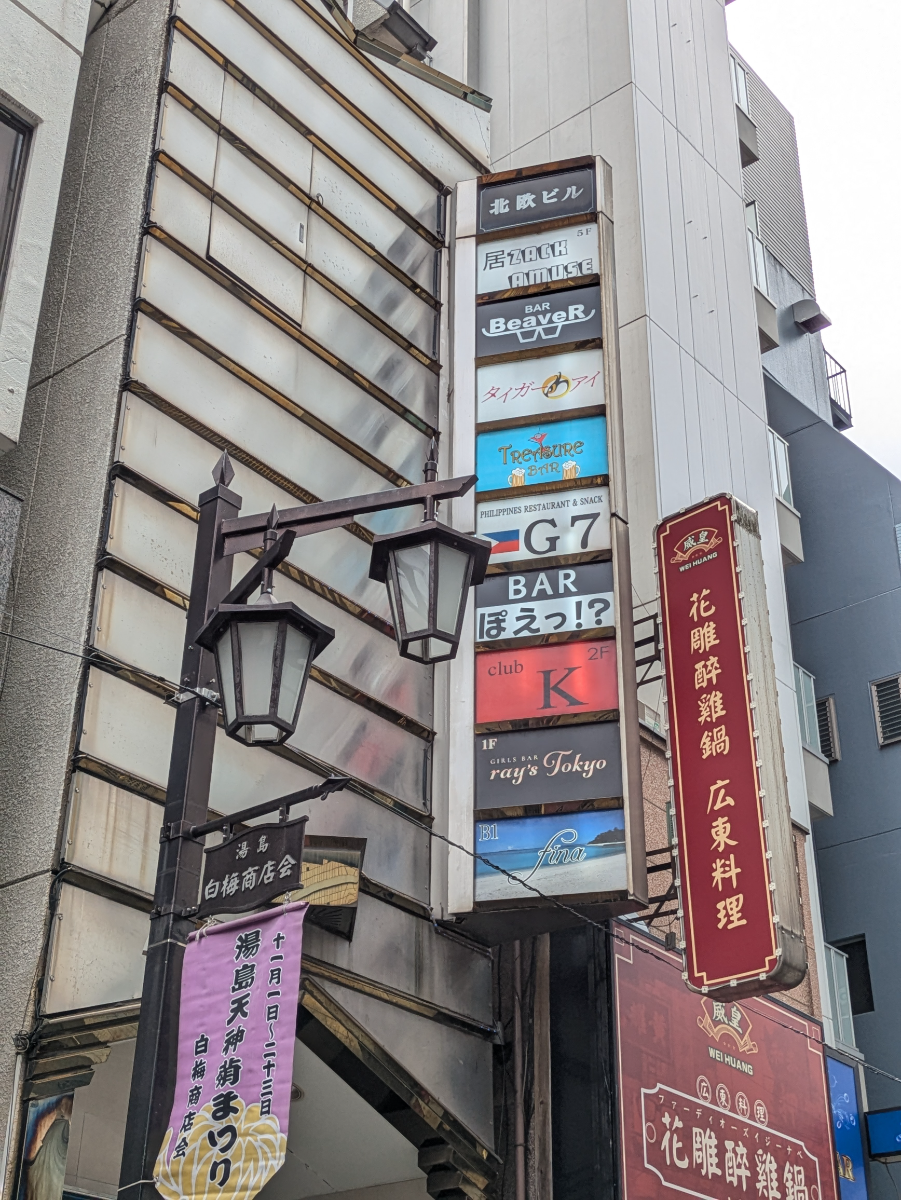 北欧ビル
5F
居ZACK
AMUSE
BAR
BeaveR
タイガーわアイ
TREASURE
BAR
PHILIPPINES RESTAURANT & SNACK
G7
BAR
ぽえっ!?
club K 2F
1F
GIRLS BAR
ray's Tokyo
B1
fina
威皇
WEI HUANG
花雕醉雞鍋 広東料理
湯島
白梅商店会
十一月一日～二十三日
湯島天神菊まつり
白梅商店会
威皇
WEI HUANG
広東料理
ファーディオーズイジーナベ
花雕醉雞鍋